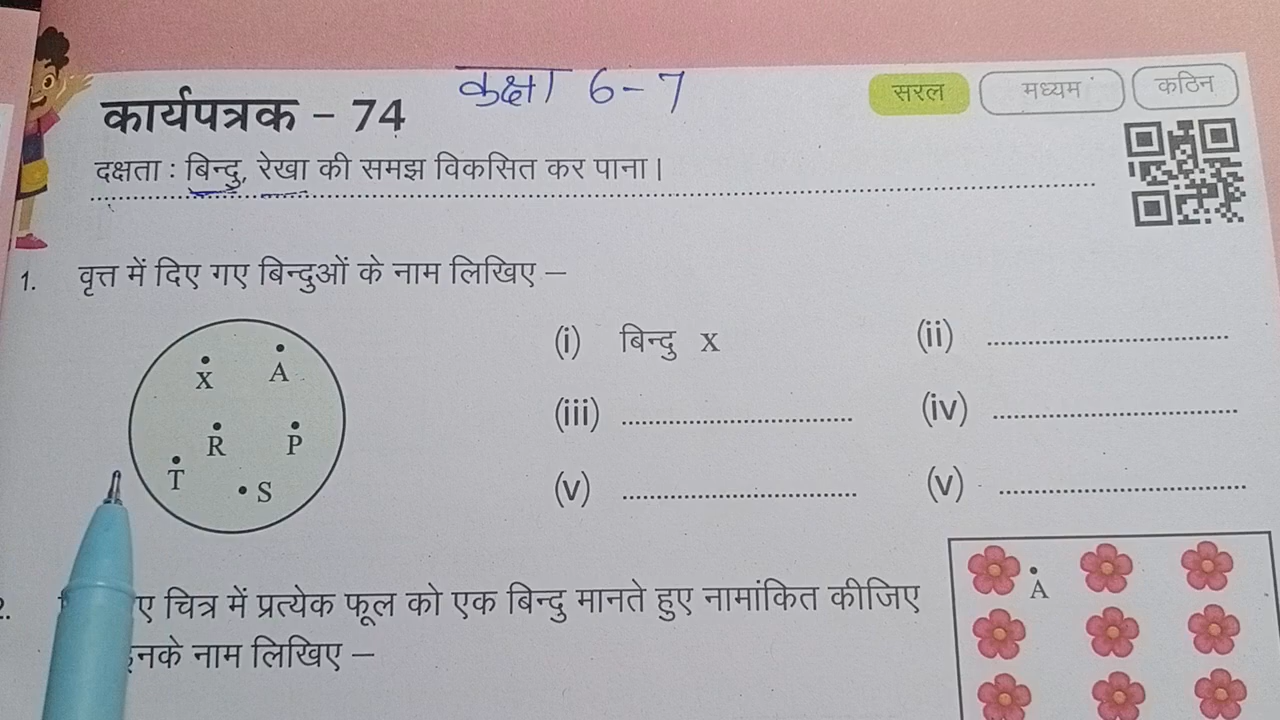 कक्षा 6-7
सरल मध्यम कठिन
कार्यपत्रक – 74
दक्षता : बिन्दु, रेखा की समझ विकसित कर पाना।
1. वृत्त में दिए गए बिन्दुओं के नाम लिखिए –
X A
R P
T S
(i) बिन्दु X (ii) ........................
(iii) ........................ (iv) ........................
(v) ........................ (v) ........................
ए चित्र में प्रत्येक फूल को एक बिन्दु मानते हुए नामांकित कीजिए
नके नाम लिखिए –
A